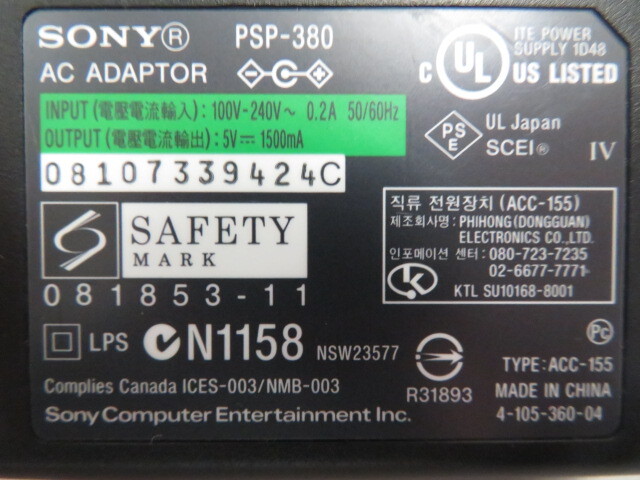 SONY® PSP-380
AC ADAPTOR
INPUT (電壓電流輸入): 100V-240V～ 0.2A 50/60Hz
OUTPUT (電壓電流輸出): 5V⎓ 1500mA
08107339424C
C UL US LISTED
ITE POWER
SUPPLY 1D48
PSE
UL Japan
SCEI®
IV
S SAFETY
MARK
081853-11
직류 전원장치 (ACC-155)
제조회사명: PHIHONG (DONGGUAN)
ELECTRONICS CO.,LTD.
인포메이션 센터: 080-723-7235
02-6677-7771
KTL SU10168-8001
LPS N1158 NSW23577
R31893
Pc
TYPE: ACC-155
MADE IN CHINA
4-105-360-04
Complies Canada ICES-003/NMB-003
Sony Computer Entertainment Inc.